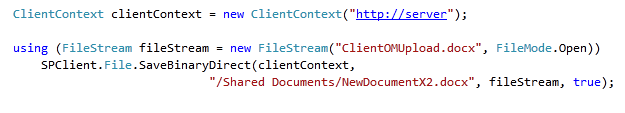 ClientContext clientContext = new ClientContext("http://server");
using (FileStream fileStream = new FileStream("ClientOMUpload.docx", FileMode.Open))
SPClient.File.SaveBinaryDirect(clientContext,
"/Shared Documents/NewDocumentX2.docx", fileStream, true);